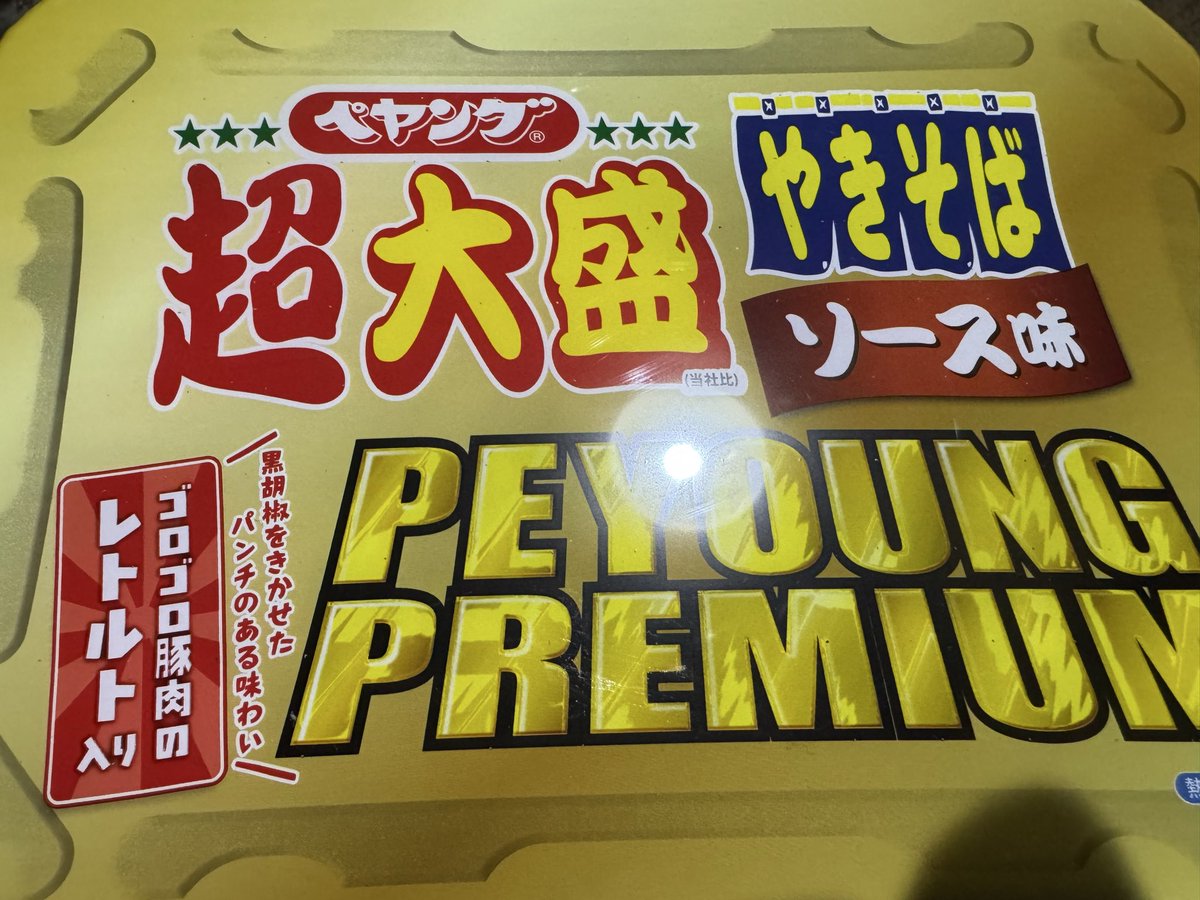 ペヤング®
超大盛
(当社比)
やきそば
ソース味
PEYOUNG
PREMIUM
黒胡椒をきかせた
パンチのある味わい
ゴロゴロ豚肉の
レトルト入り
熱